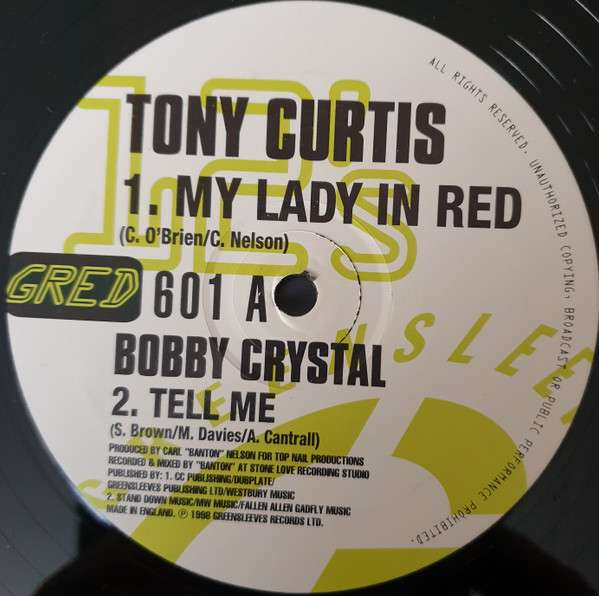 12's
TONY CURTIS
1. MY LADY IN RED
(C. O'Brien/C. Nelson)
GRED 601 A
BOBBY CRYSTAL
2. TELL ME
(S. Brown/M. Davies/A. Cantrall)
PRODUCED BY CARL "BANTON" NELSON FOR TOP NAIL PRODUCTIONS
RECORDED & MIXED BY "BANTON" AT STONE LOVE RECORDING STUDIO
PUBLISHED BY: 1. CC PUBLISHING/DUBPLATE/
GREENSLEEVES PUBLISHING LTD/WESTBURY MUSIC
2. STAND DOWN MUSIC/MW MUSIC/FALLEN ALLEN GADFLY MUSIC
MADE IN ENGLAND. ℗ 1998 GREENSLEEVES RECORDS LTD.
ALL RIGHTS RESERVED. UNAUTHORIZED COPYING, BROADCAST OR PUBLIC PERFORMANCE PROHIBITED.